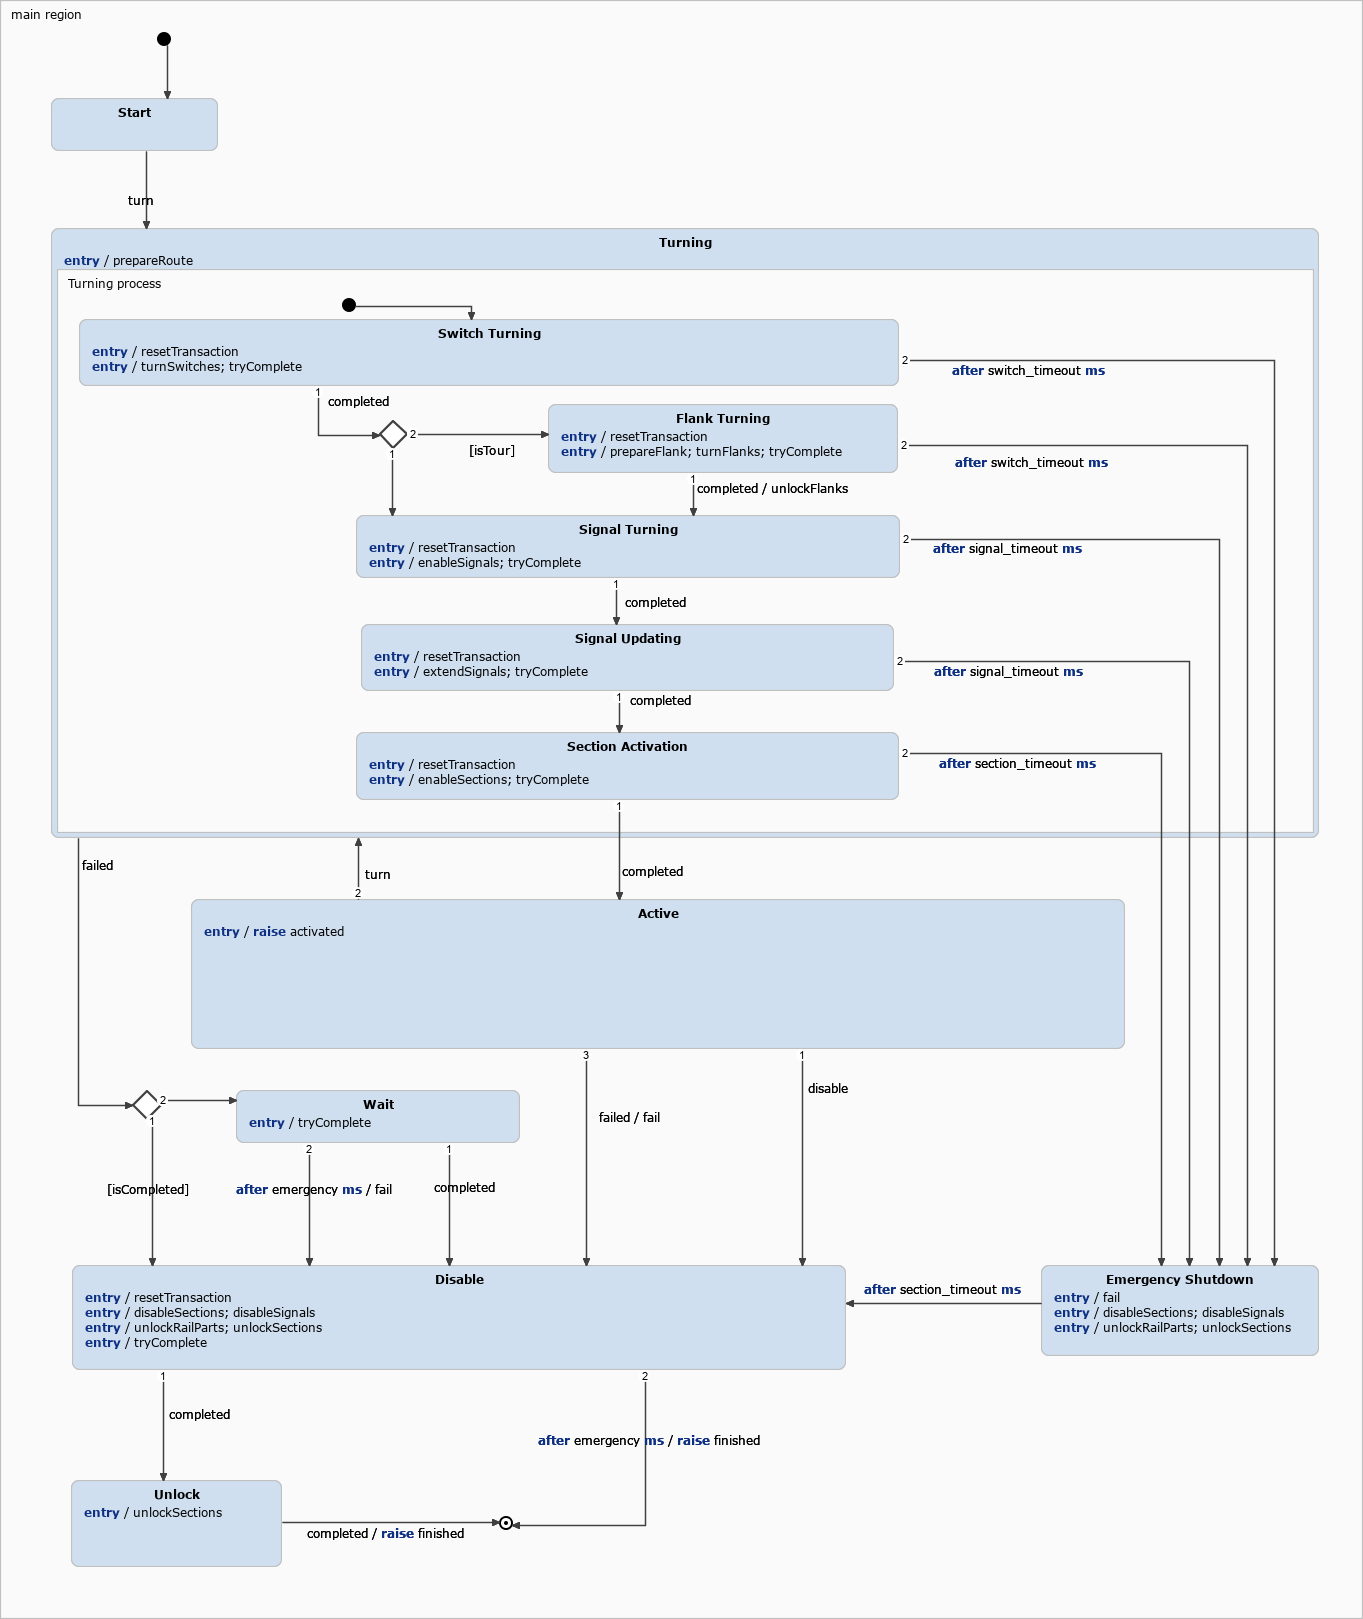 main region
Start
turn
Turning
entry / prepareRoute
Turning process
Switch Turning
entry / resetTransaction
entry / turnSwitches; tryComplete
2
after switch_timeout ms
1
completed
Flank Turning
entry / resetTransaction
entry / prepareFlank; turnFlanks; tryComplete
2
[isTour]
1
2
after switch_timeout ms
1
completed / unlockFlanks
Signal Turning
entry / resetTransaction
entry / enableSignals; tryComplete
2
after signal_timeout ms
1
completed
Signal Updating
entry / resetTransaction
entry / extendSignals; tryComplete
2
after signal_timeout ms
1
completed
Section Activation
entry / resetTransaction
entry / enableSections; tryComplete
2
after section_timeout ms
1
completed
failed
turn
2
Active
entry / raise activated
3
failed / fail
1
disable
2
1
[isCompleted]
Wait
entry / tryComplete
2
after emergency ms / fail
1
completed
Disable
entry / resetTransaction
entry / disableSections; disableSignals
entry / unlockRailParts; unlockSections
entry / tryComplete
after section_timeout ms
Emergency Shutdown
entry / fail
entry / disableSections; disableSignals
entry / unlockRailParts; unlockSections
1
completed
2
after emergency ms / raise finished
Unlock
entry / unlockSections
completed / raise finished